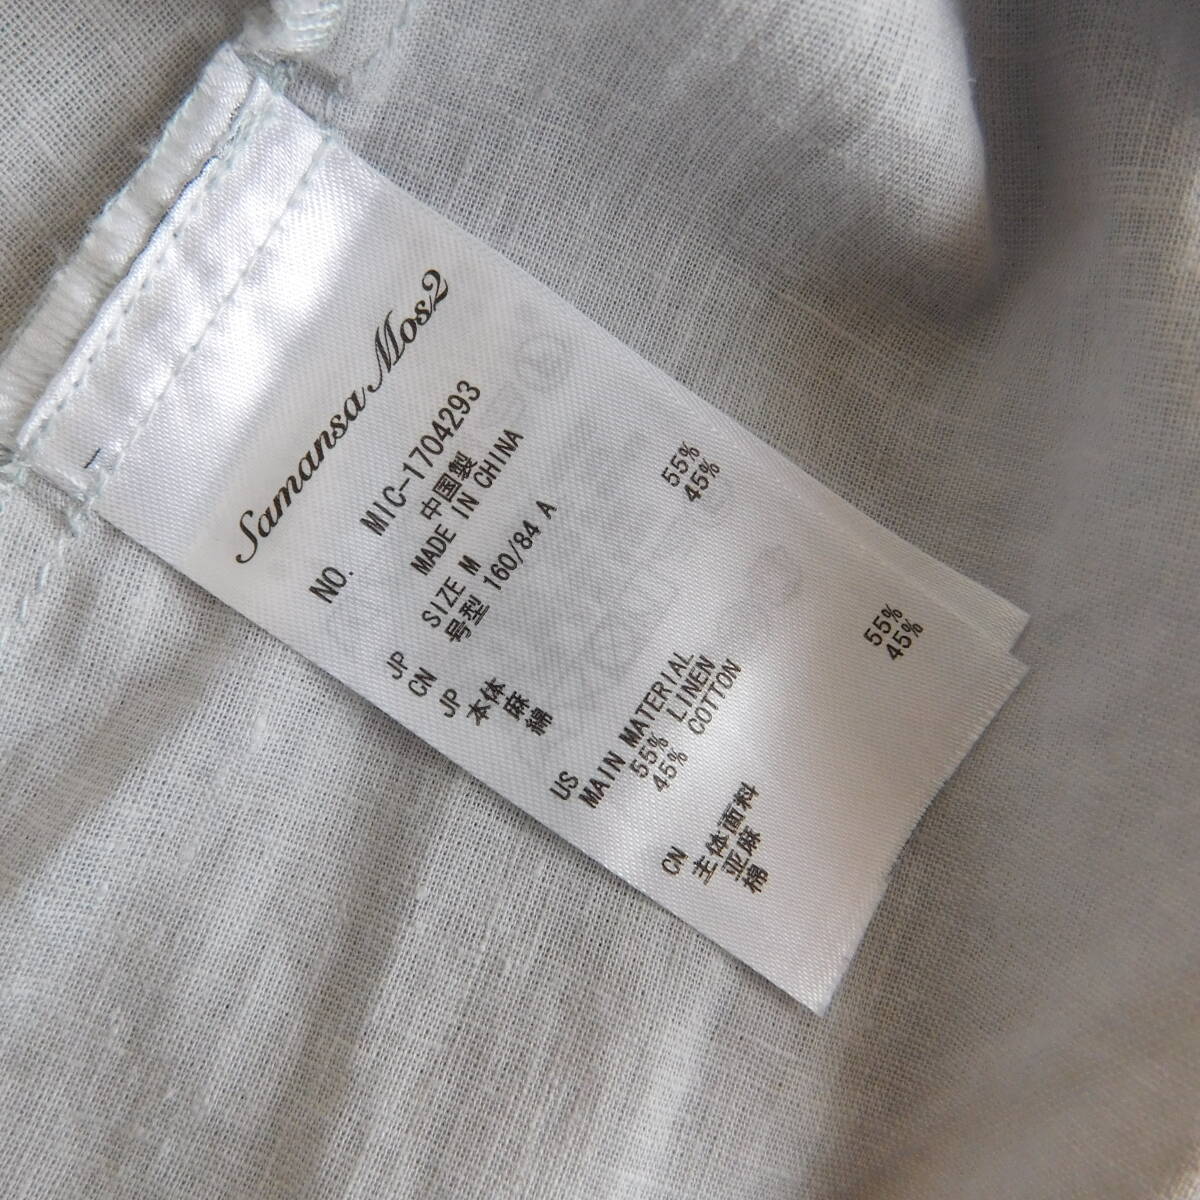 Samansa Mos2
NO. MIC-1704293
中国製
MADE IN CHINA
JP SIZE M
CN 号型 160/84 A
JP
本体
麻 55%
綿 45%
US
MAIN MATERIAL
55% LINEN
45% COTTON
CN
主体面料
亚麻 55%
棉 45%